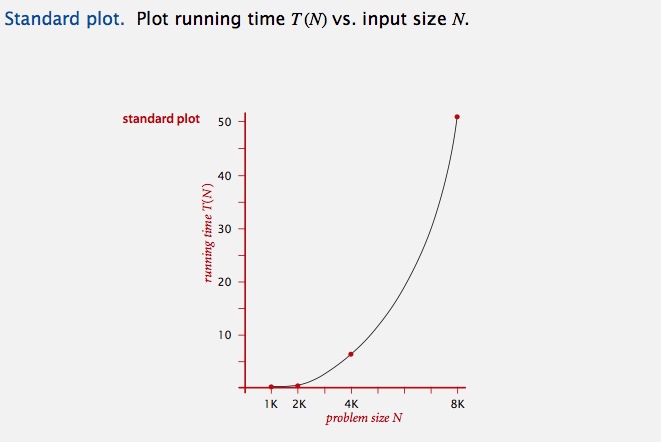 Standard plot. Plot running time T(N) vs. input size N.
standard plot
50
40
30
20
10
running time T(N)
1K 2K 4K 8K
problem size N